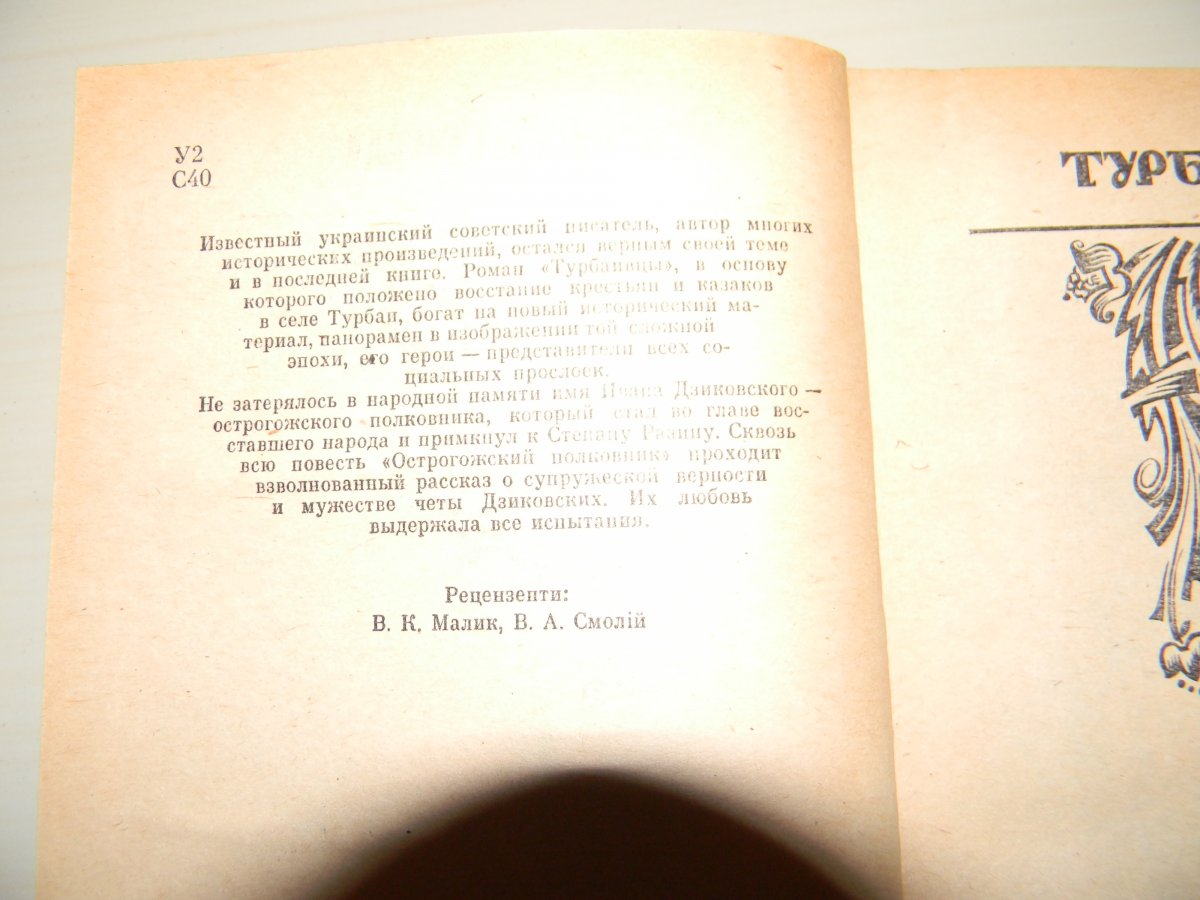 У2
С40
Известный украинский советский писатель, автор многих
исторических произведений, остался верным своей теме
и в последней книге. Роман «Турбаивцы», в основу
которого положено восстание крестьян и казаков
в селе Турбаи, богат на новый исторический ма-
териал, панорамен в изображении той сложной
эпохи, его герои — представители всех со-
циальных прослоек.
Не затерялось в народной памяти имя Ивана Дзиковского —
острогожского полковника, который стал во главе вос-
ставшего народа и примкнул к Степану Разину. Сквозь
всю повесть «Острогожский полковник» проходит
взволнованный рассказ о супружеской верности
и мужестве четы Дзиковских. Их любовь
выдержала все испытания.
Рецензенти:
В. К. Малик, В. А. Смолій
ТУРБ